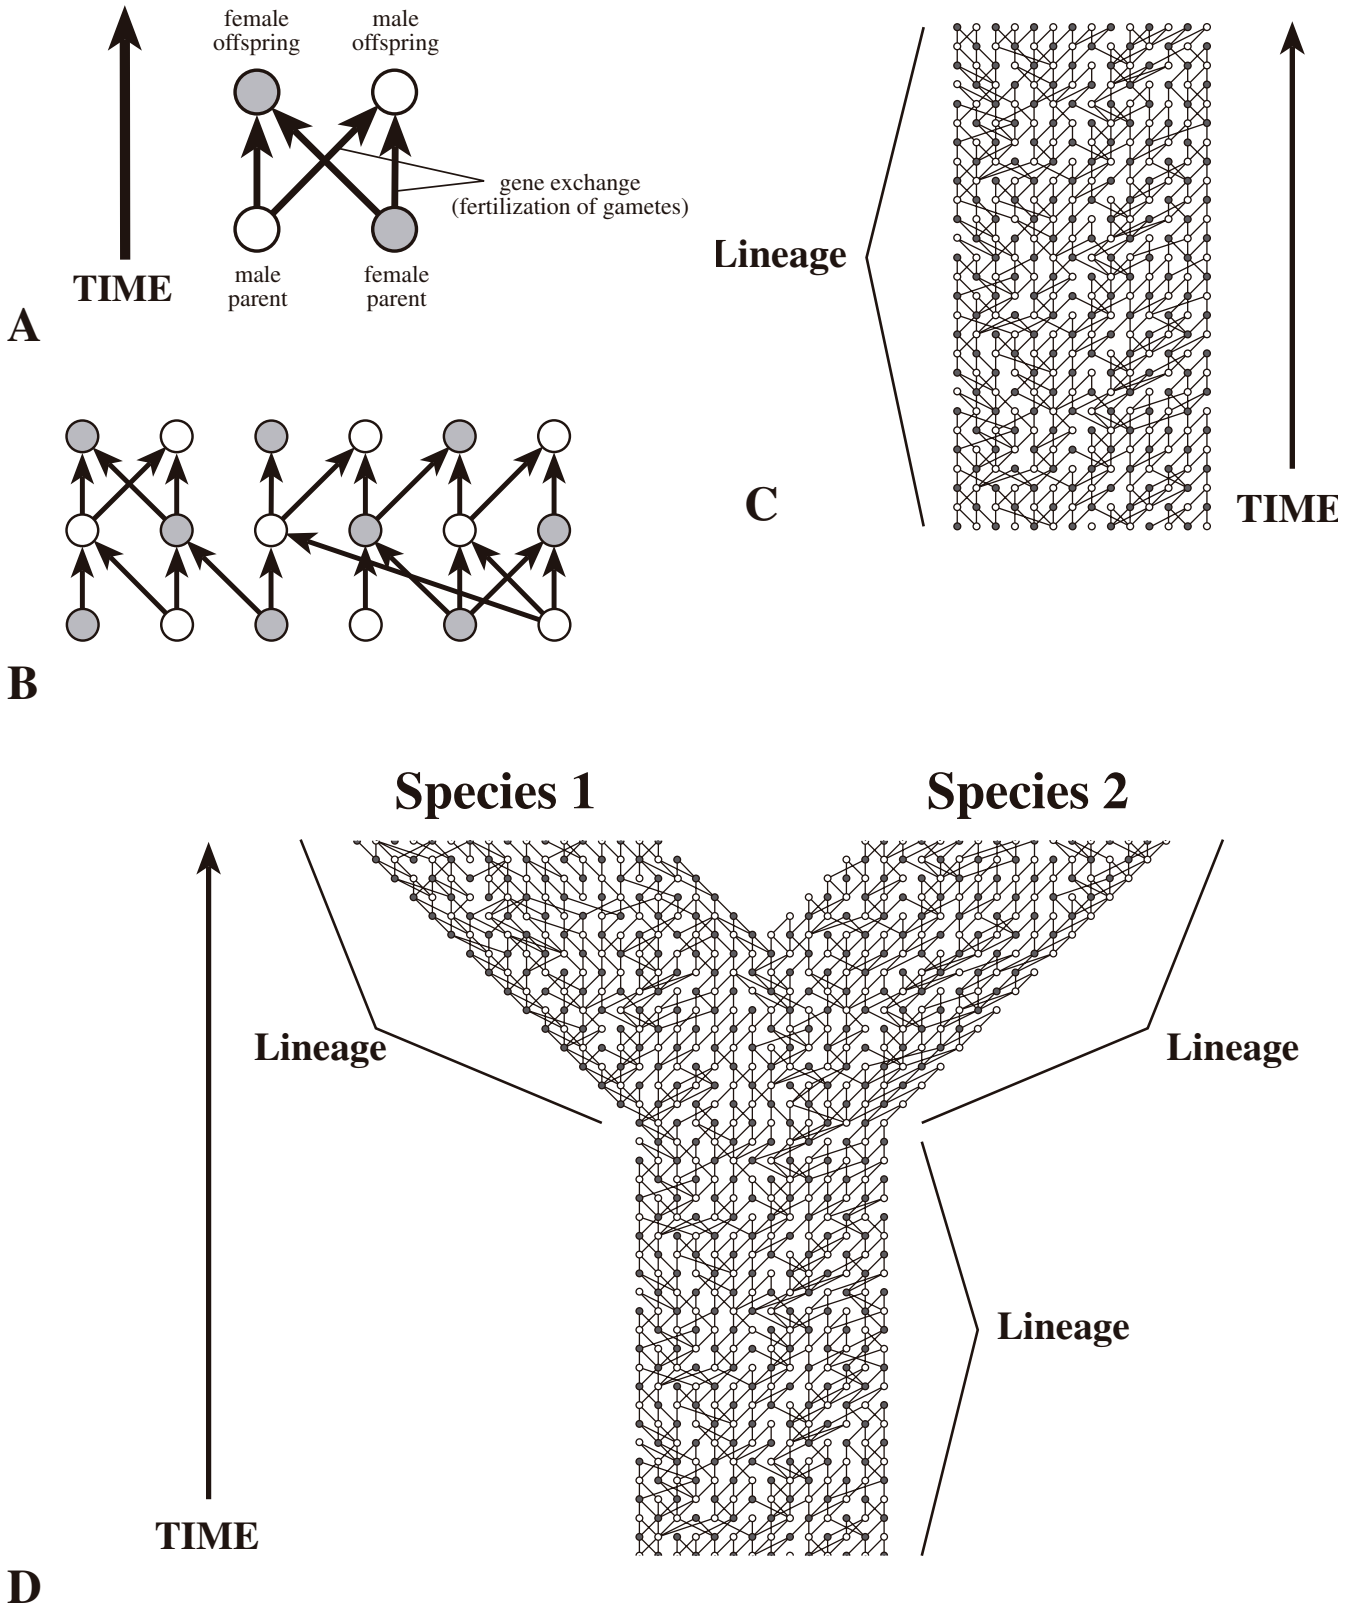 female
offspring
male
offspring
gene exchange
(fertilization of gametes)
male
parent
female
parent
TIME
A
B
Lineage
C
TIME
Species 1
Species 2
Lineage
Lineage
Lineage
TIME
D